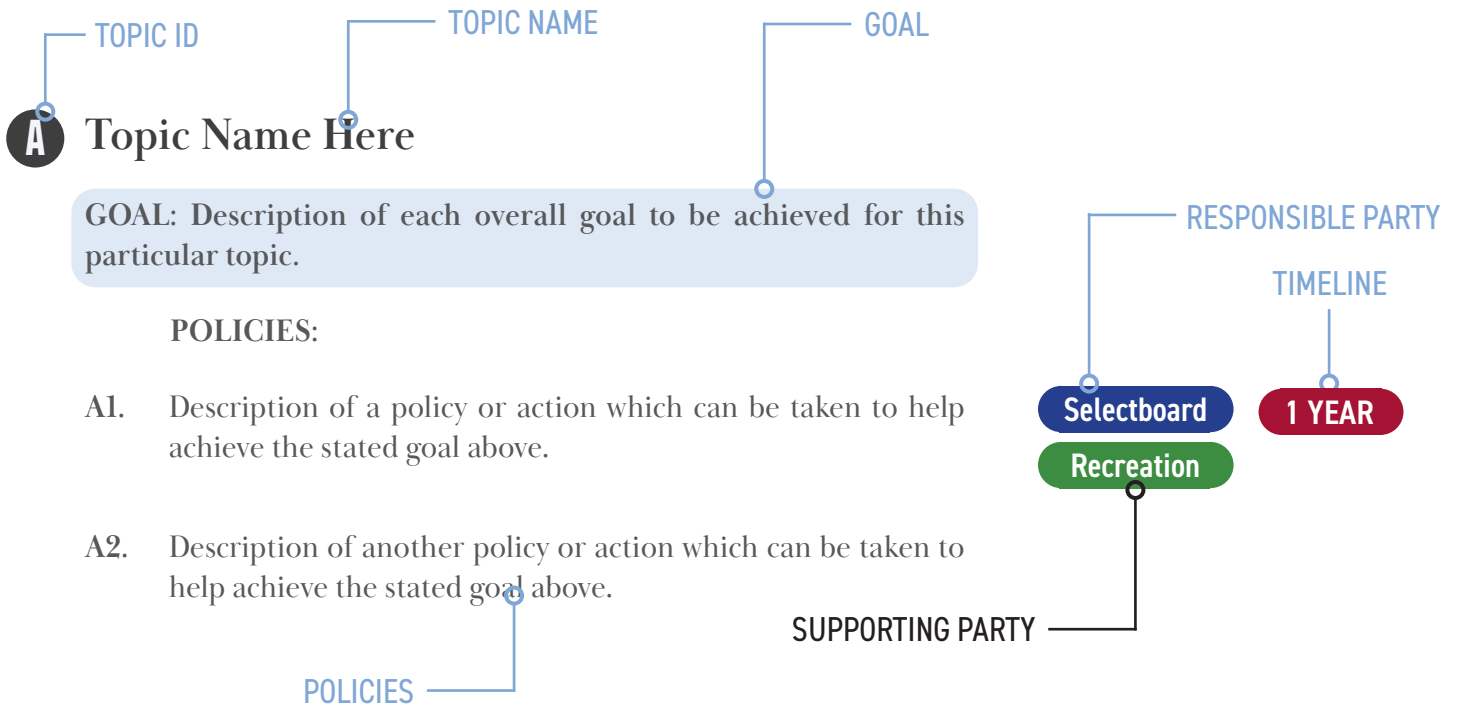 TOPIC ID
TOPIC NAME
GOAL
A Topic Name Here
GOAL: Description of each overall goal to be achieved for this
particular topic.
RESPONSIBLE PARTY
TIMELINE
POLICIES:
A1. Description of a policy or action which can be taken to help
achieve the stated goal above.
Selectboard
1 YEAR
Recreation
A2. Description of another policy or action which can be taken to
help achieve the stated goal above.
SUPPORTING PARTY
POLICIES